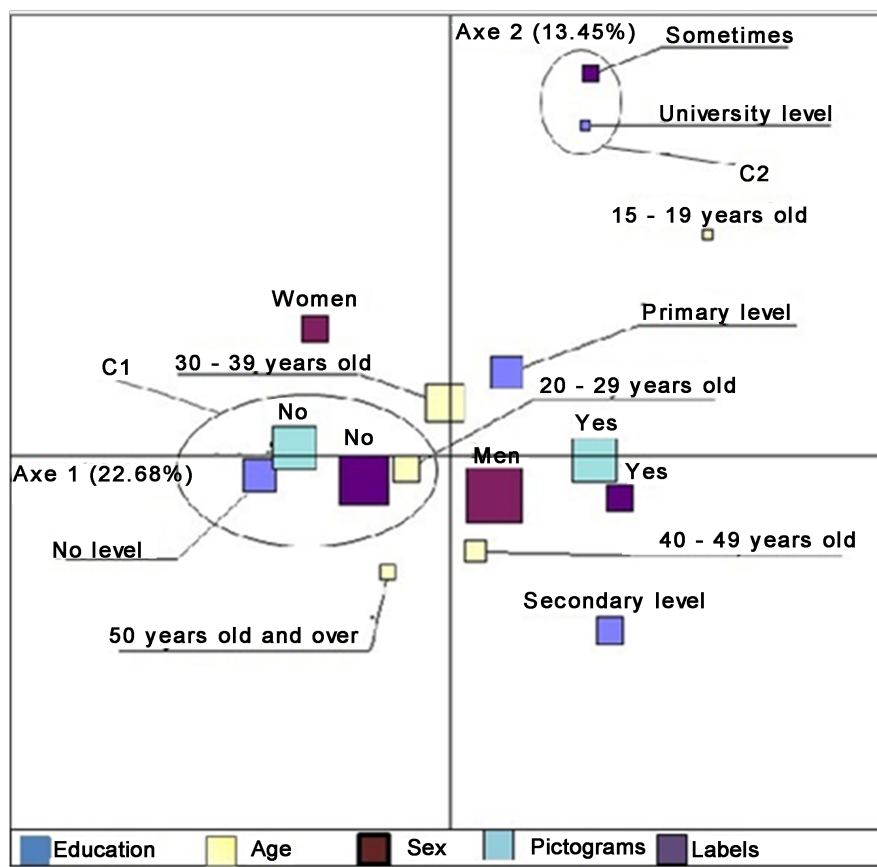 Axe 2 (13.45%)
Sometimes
University level
C2
15 - 19 years old
Women
Primary level
30 - 39 years old
C1
20 - 29 years old
No
No
Yes
Men
Yes
Axe 1 (22.68%)
No level
40 - 49 years old
Secondary level
50 years old and over
Education
Age
Sex
Pictograms
Labels